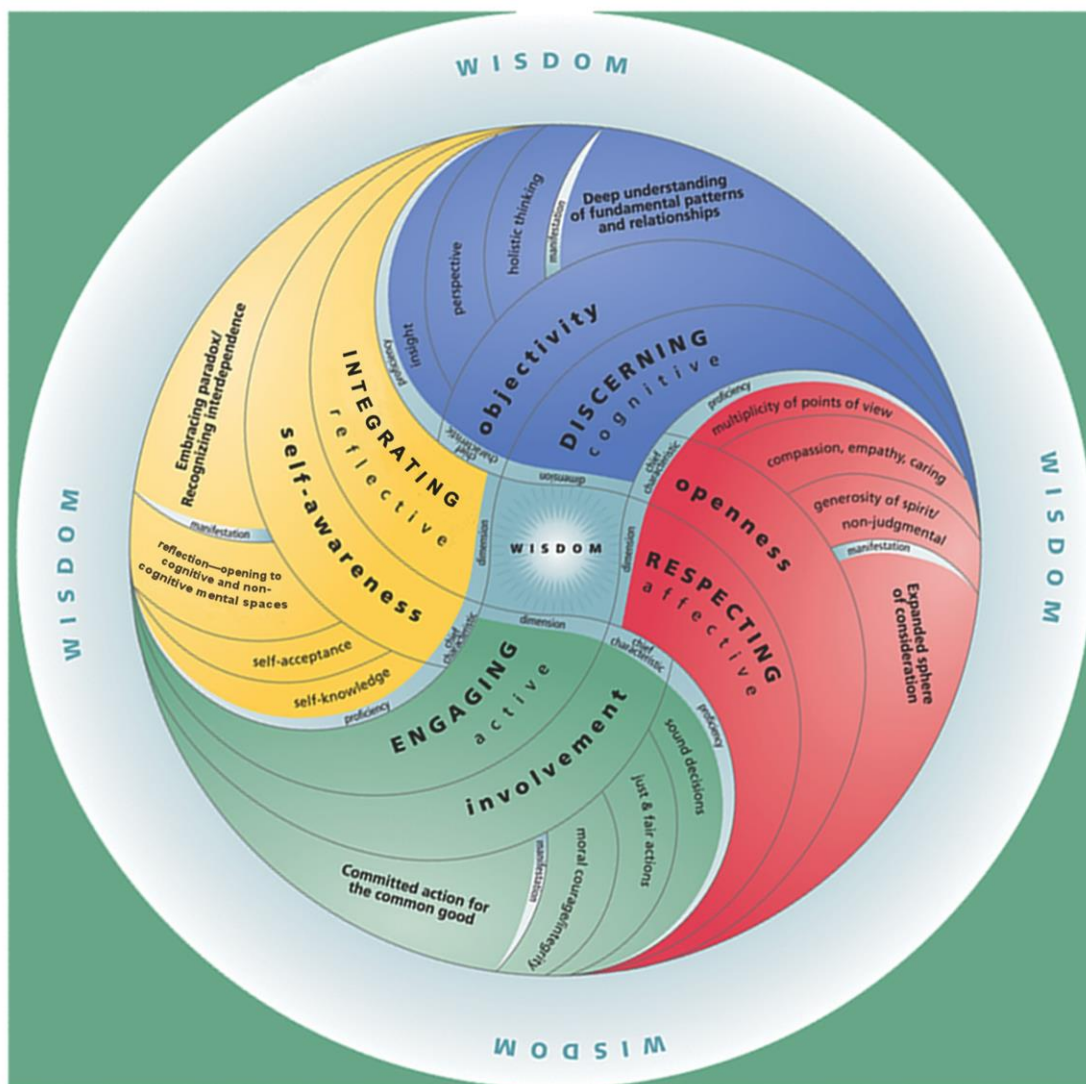 WISDOM
Deep understanding
of fundamental patterns
and relationships
manifestation
holistic thinking
perspective
insight
proficiency
objectivity
DISCERNING
cognitive
chief
characteristic
dimension
proficiency
multiplicity of points of view
compassion, empathy, caring
generosity of spirit/
non-judgmental
manifestation
Expanded sphere
of consideration
chief
characteristic
openness
RESPECTING
affective
dimension
WISDOM
Embracing paradox/
Recognizing interdependence
manifestation
reflection—opening to
cognitive and non-
cognitive mental spaces
self-acceptance
self-knowledge
proficiency
INTEGRATING
reflective
self-awareness
chief
characteristic
dimension
WISDOM
WISDOM
dimension
chief
characteristic
ENGAGING
active
involvement
proficiency
sound decisions
just & fair actions
moral courage/integrity
manifestation
Committed action for
the common good
WISDOM
WISDOM